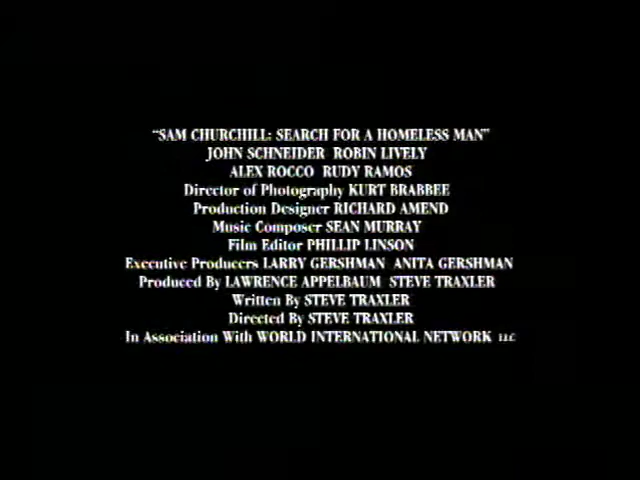 "SAM CHURCHILL: SEARCH FOR A HOMELESS MAN"
JOHN SCHNEIDER ROBIN LIVELY
ALEX ROCCO RUDY RAMOS
Director of Photography KURT BRABBEE
Production Designer RICHARD AMEND
Music Composer SEAN MURRAY
Film Editor PHILLIP LINSON
Executive Producers LARRY GERSHMAN ANITA GERSHMAN
Produced By LAWRENCE APPELBAUM STEVE TRAXLER
Written By STEVE TRAXLER
Directed By STEVE TRAXLER
In Association With WORLD INTERNATIONAL NETWORK LLC